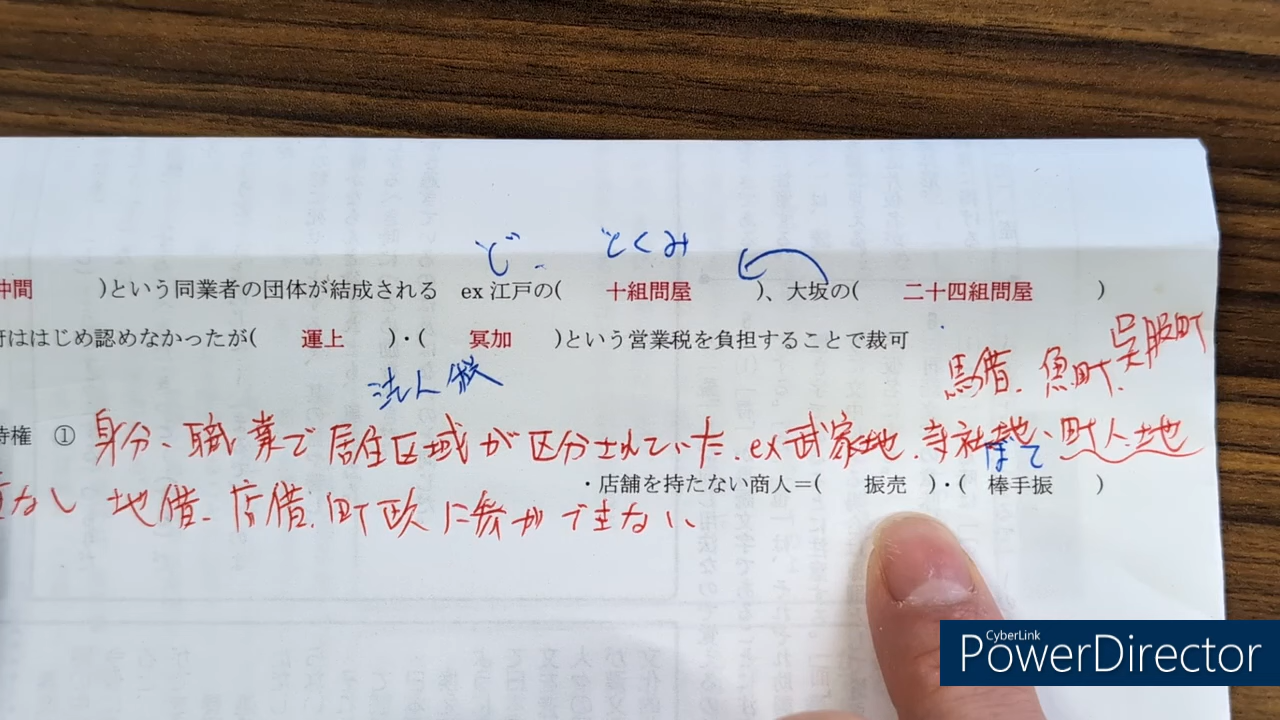 ど とくみ
仲間 )という同業者の団体が結成される ex 江戸の( 十組問屋 )、大坂の( 二十四組問屋 )
府ははじめ認めなかったが( 運上 )・( 冥加 )という営業税を負担することで裁可
法人税
馬借、魚町、呉服町
特権 ① 身分、職業で居住区域が区分されていた. ex 武家地、寺社地、町人地
ほて
・店舗を持たない商人＝( 振売 )・( 棒手振 )
なし 地借、店借、町政に参加できない
CyberLink
PowerDirector